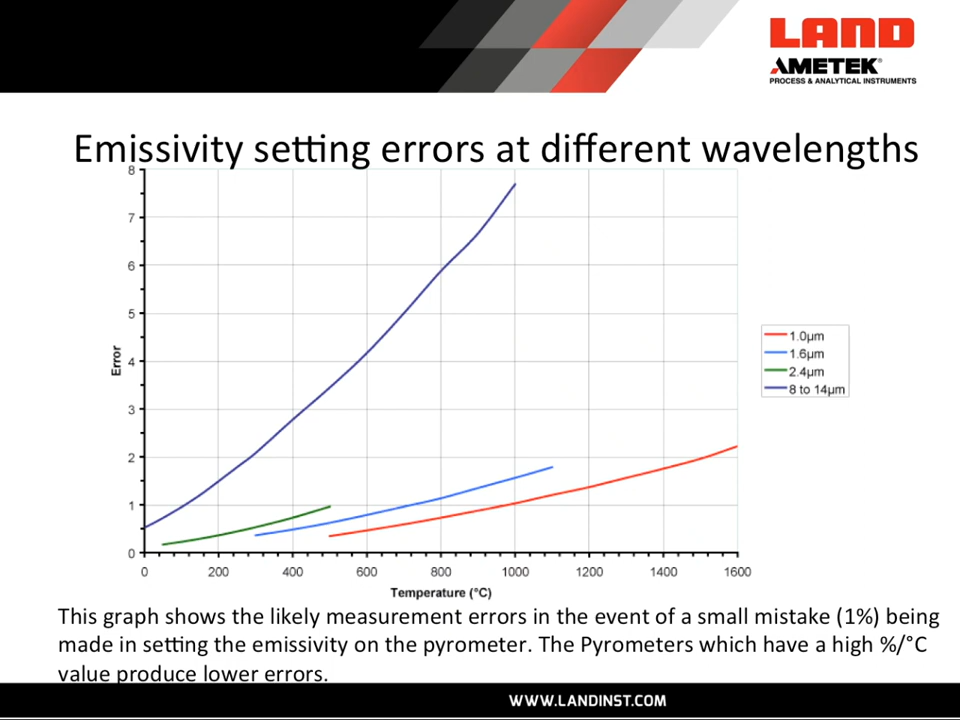 LAND
AMETEK®
PROCESS & ANALYTICAL INSTRUMENTS
Emissivity setting errors at different wavelengths
8
7
6
5
4
3
2
1
0
Error
0 200 400 600 800 1000 1200 1400 1600
Temperature (°C)
1.0µm
1.6µm
2.4µm
8 to 14µm
This graph shows the likely measurement errors in the event of a small mistake (1%) being
made in setting the emissivity on the pyrometer. The Pyrometers which have a high %/°C
value produce lower errors.
WWW.LANDINST.COM